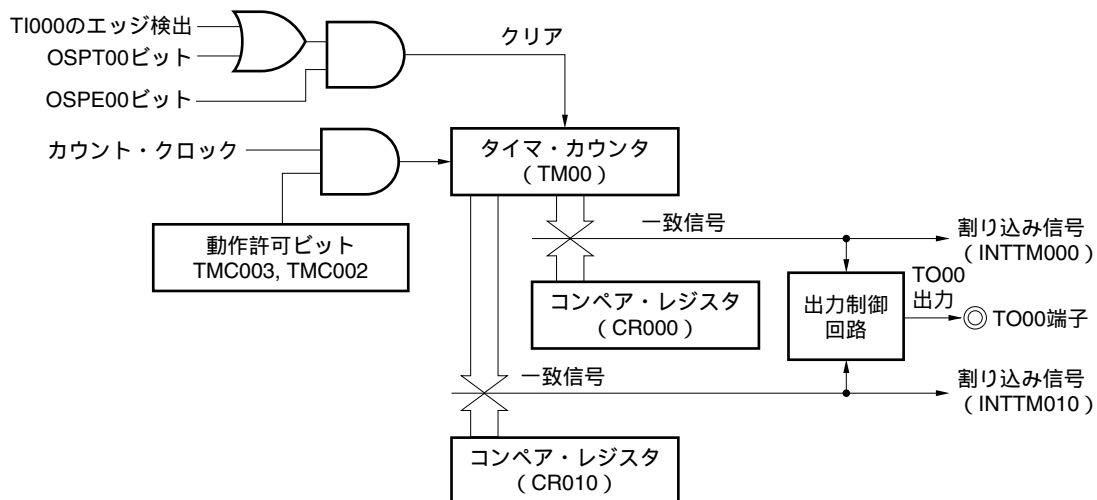 TI000のエッジ検出
OSPT00ビット
OSPE00ビット
クリア
カウント・クロック
タイマ・カウンタ
(TM00)
動作許可ビット
TMC003, TMC002
一致信号
割り込み信号
(INTTM000)
コンペア・レジスタ
(CR000)
出力制御
回路
TO00
出力
TO00端子
一致信号
割り込み信号
(INTTM010)
コンペア・レジスタ
(CR010)